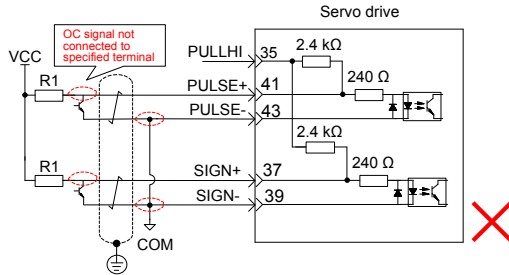 Servo drive
OC signal not
connected to
specified terminal
VCC
R1
PULLHI
35
2.4 kΩ
PULSE+
41
240 Ω
PULSE-
43
2.4 kΩ
R1
SIGN+
37
240 Ω
SIGN-
39
COM